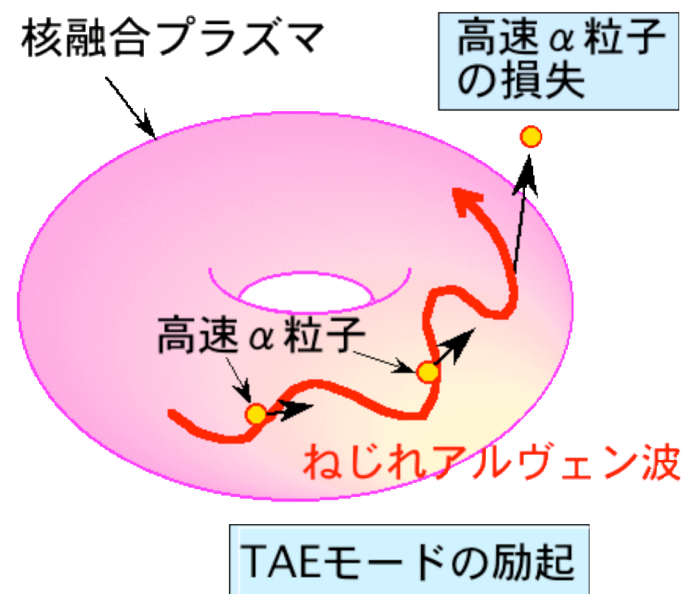 核融合プラズマ
高速α粒子
の損失
高速α粒子
ねじれアルヴェン波
TAEモードの励起